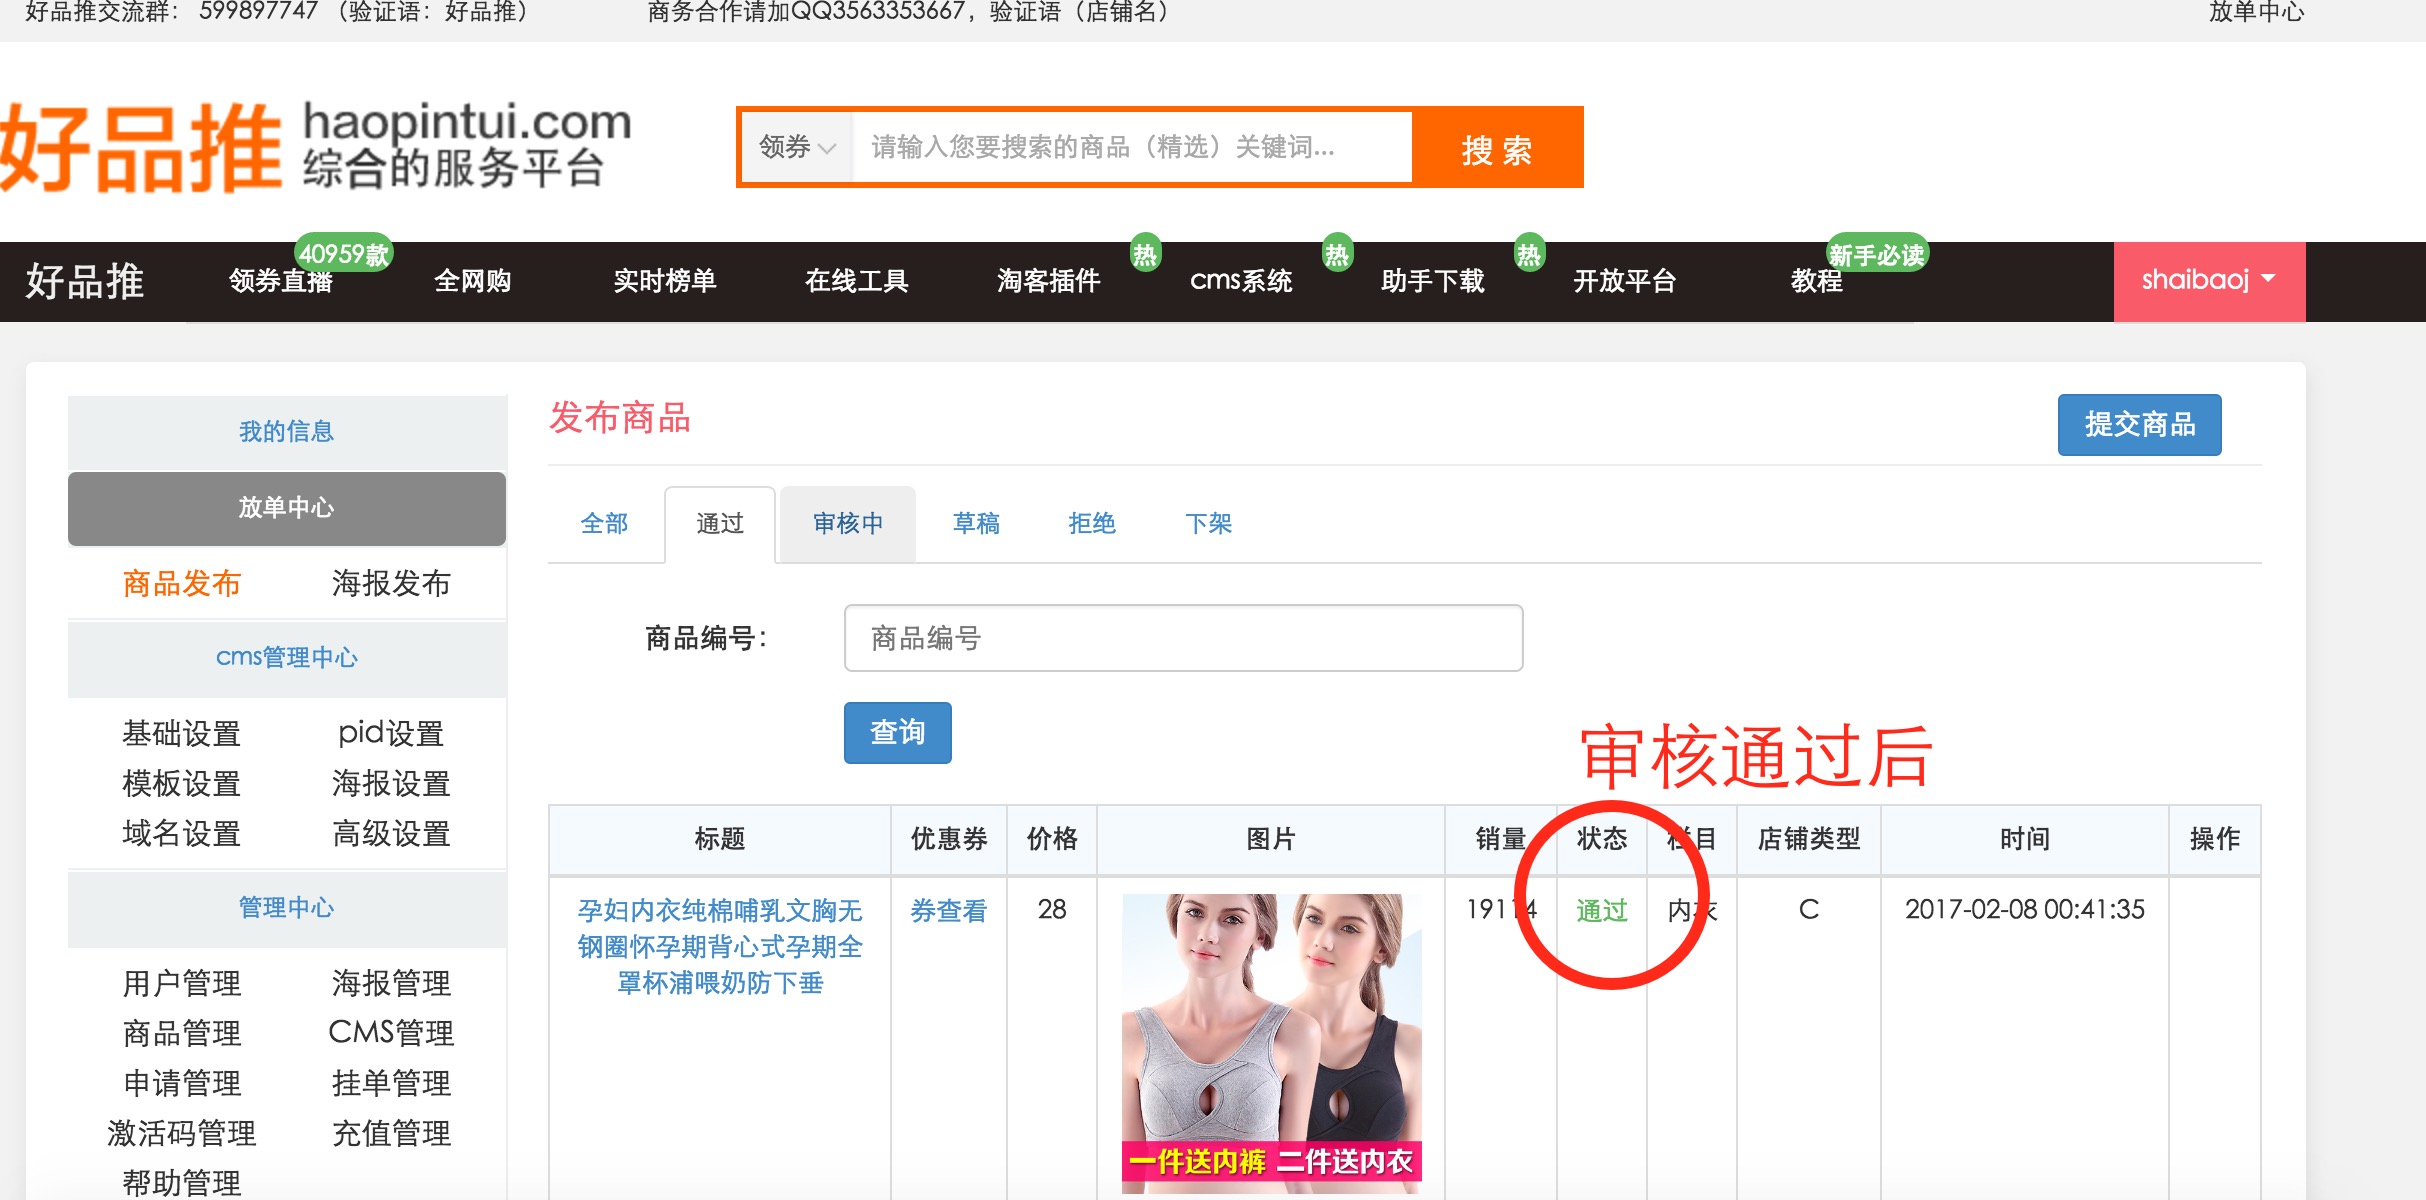 好品推交流群： 599897747 （验证语：好品推）
商务合作请加QQ3563353667，验证语（店铺名）
放单中心
好品推 haopintui.com
综合的服务平台
领券 请输入您要搜索的商品（精选）关键词... 搜 索
40959款 热 热 热 新手必读
好品推 领券直播 全网购 实时榜单 在线工具 淘客插件 cms系统 助手下载 开放平台 教程 shaibaoj
我的信息
放单中心
商品发布 海报发布
cms管理中心
基础设置 pid设置
模板设置 海报设置
域名设置 高级设置
管理中心
用户管理 海报管理
商品管理 CMS管理
申请管理 挂单管理
激活码管理 充值管理
帮助管理
发布商品 提交商品
全部 通过 审核中 草稿 拒绝 下架
商品编号： 商品编号
查询
审核通过后
标题 优惠券 价格 图片 销量 状态 栏目 店铺类型 时间 操作
孕妇内衣纯棉哺乳文胸无
钢圈怀孕期背心式孕期全
罩杯浦喂奶防下垂
券查看 28 19114 通过 内衣 C 2017-02-08 00:41:35
一件送内裤 二件送内衣